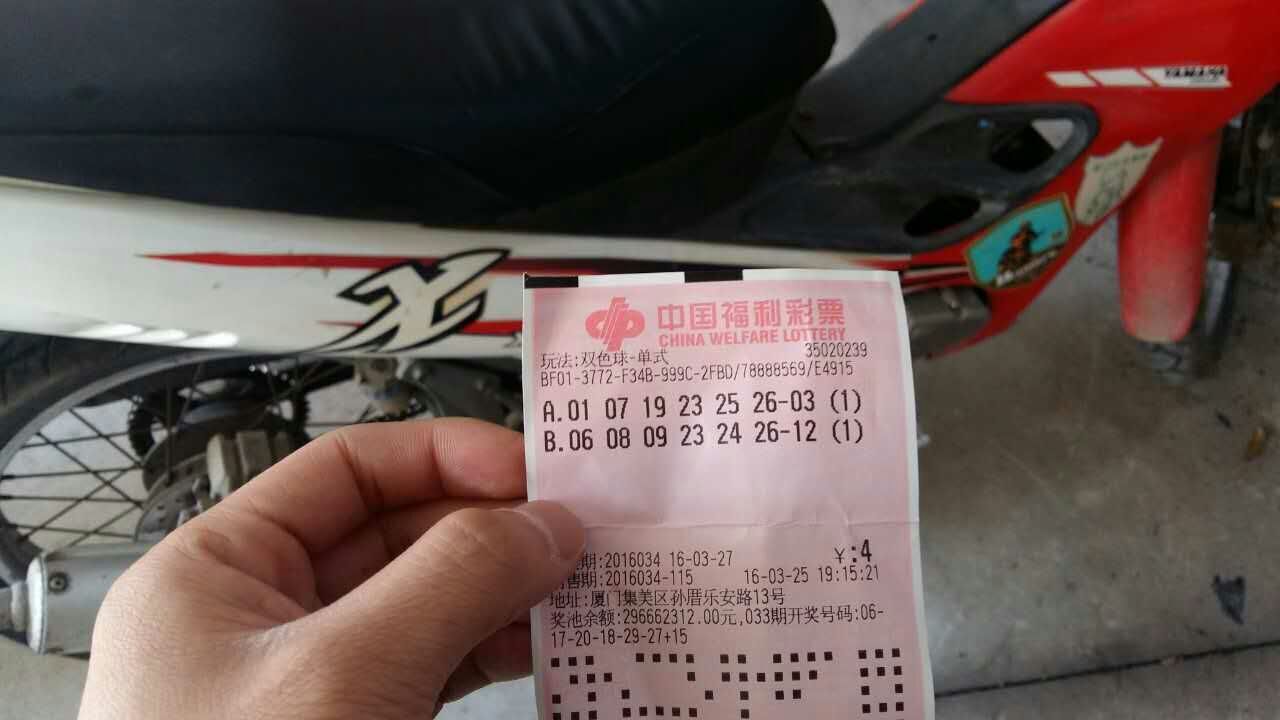 YAMAHA
X
中国福利彩票
CHINA WELFARE LOTTERY
玩法:双色球-单式 35020239
BF01-3772-F34B-999C-2FBD/78888569/E4915
A.01 07 19 23 25 26-03 (1)
B.06 08 09 23 24 26-12 (1)
期:2016034 16-03-27 ¥:4
售期:2016034-115 16-03-25 19:15:21
地址:厦门集美区孙厝乐安路13号
奖池余额:296662312.00元,033期开奖号码:06-
17-20-18-29-27+15